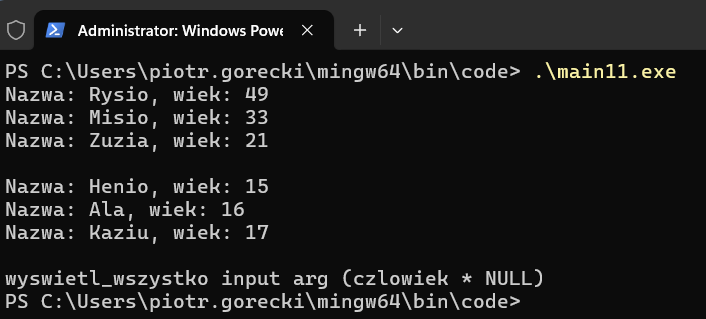 Administrator: Windows Powe
PS C:\Users\piotr.gorecki\mingw64\bin\code> .\main11.exe
Nazwa: Rysio, wiek: 49
Nazwa: Misio, wiek: 33
Nazwa: Zuzia, wiek: 21
Nazwa: Henio, wiek: 15
Nazwa: Ala, wiek: 16
Nazwa: Kaziu, wiek: 17
wyswietl_wszystko input arg (czlowiek * NULL)
PS C:\Users\piotr.gorecki\mingw64\bin\code>